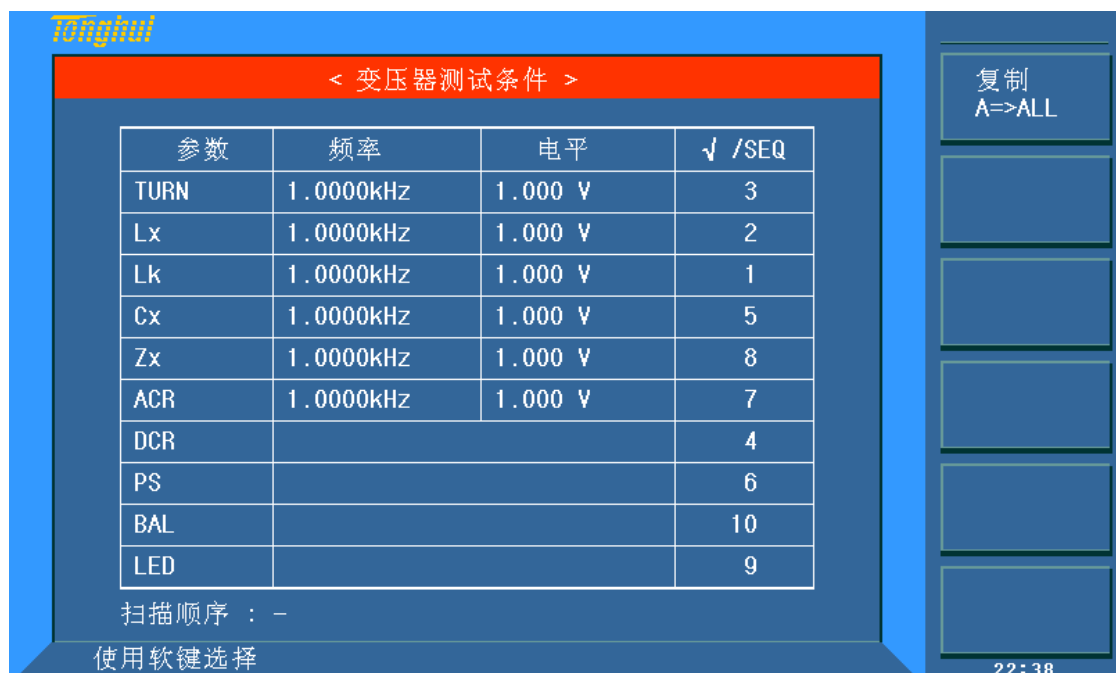 Tonghui
< 变压器测试条件 >
复制
A=>ALL
参数 频率 电平 √ /SEQ
TURN 1.0000kHz 1.000 V 3
Lx 1.0000kHz 1.000 V 2
Lk 1.0000kHz 1.000 V 1
Cx 1.0000kHz 1.000 V 5
Zx 1.0000kHz 1.000 V 8
ACR 1.0000kHz 1.000 V 7
DCR 4
PS 6
BAL 10
LED 9
扫描顺序 : -
使用软键选择
22:38